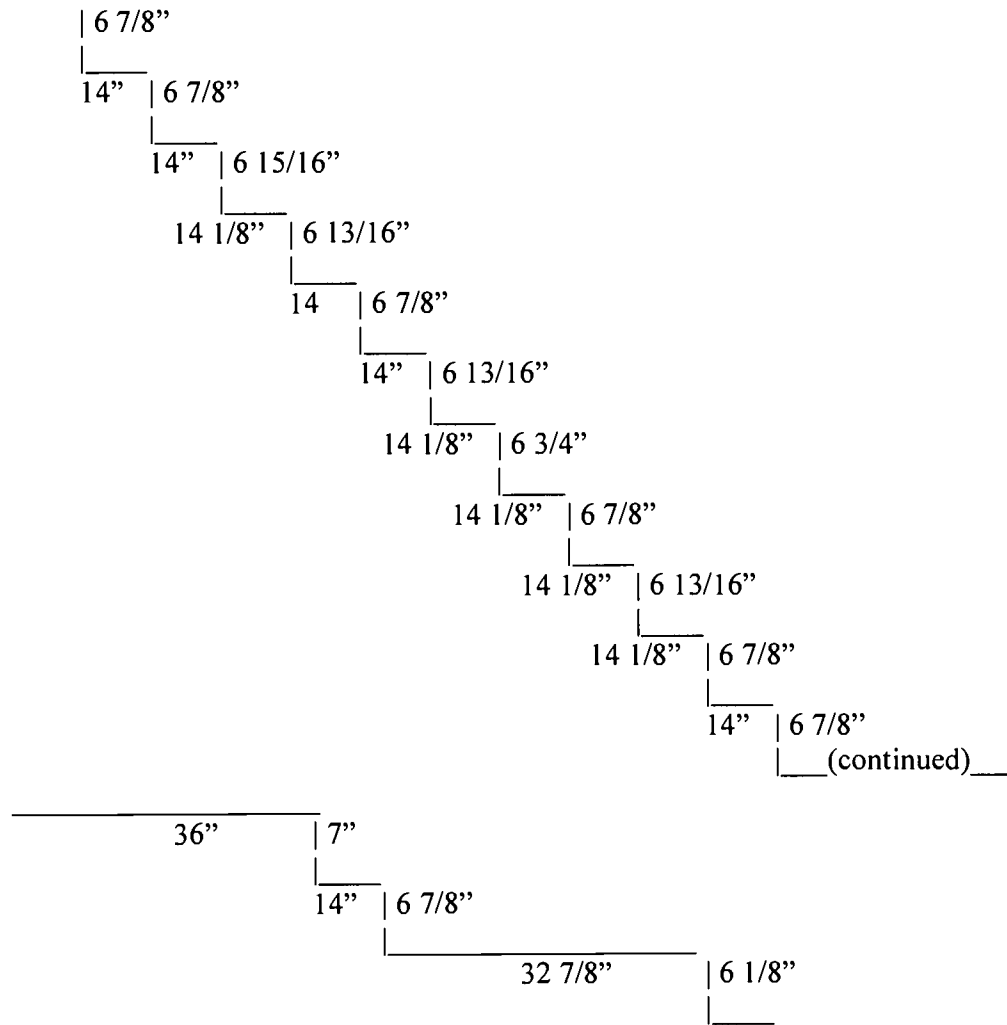 6 7/8”
14” 6 7/8”
14” 6 15/16”
14 1/8” 6 13/16”
14 6 7/8”
14” 6 13/16”
14 1/8” 6 3/4”
14 1/8” 6 7/8”
14 1/8” 6 13/16”
14 1/8” 6 7/8”
14” 6 7/8”
(continued)
36” 7”
14” 6 7/8”
32 7/8” 6 1/8”